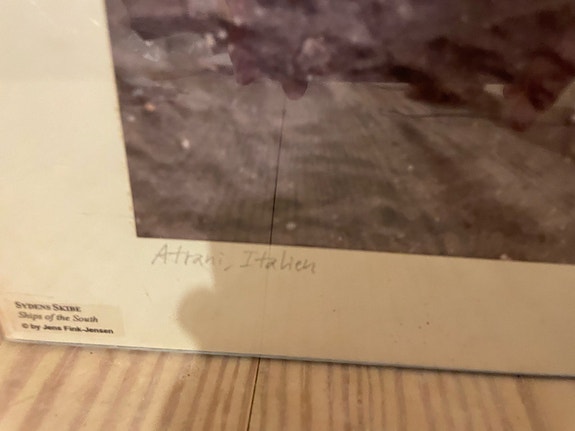 Atrani, Italien
SYDENS SKIBE
Ships of the South
© by Jens Fink-Jensen